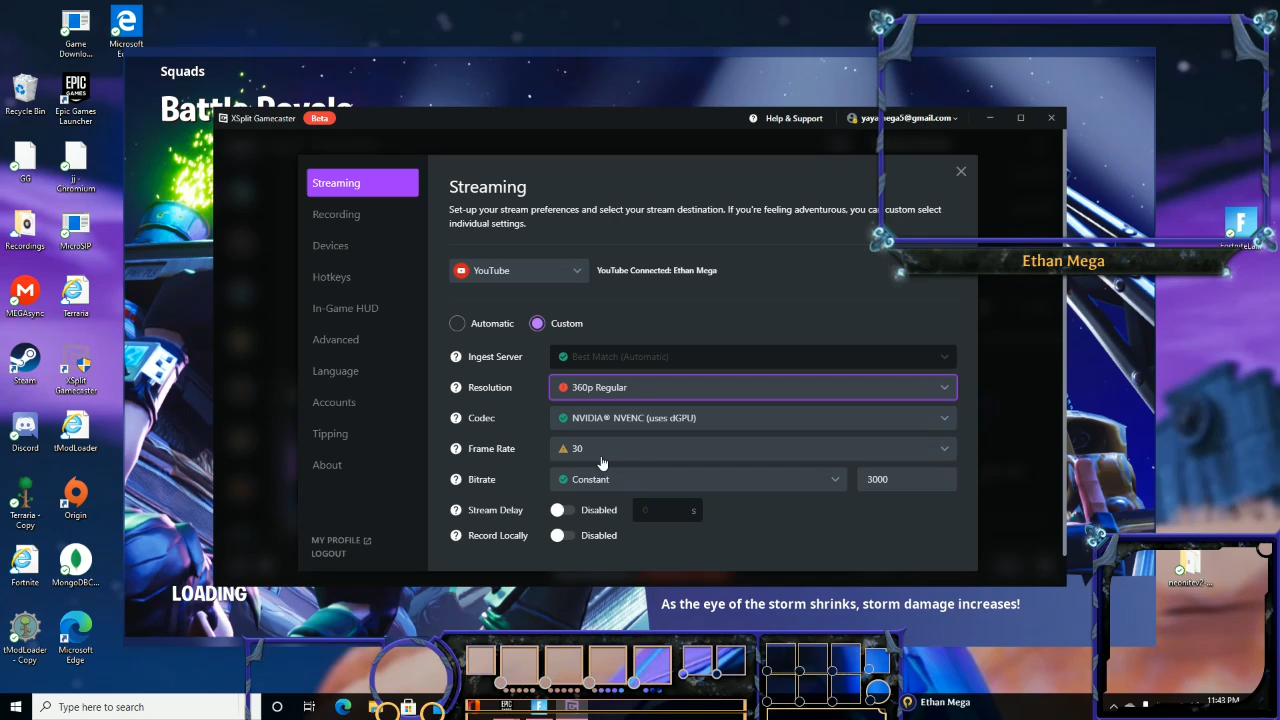 Game
Downlo...
Microsoft
Recycle Bin
Epic Games
Launcher
EPIC
GAMES
GG
jj -
Chromium
Recordings
MicroSIP
MEGAsync
Terraria
Steam
XSplit
Gamecaster
Discord
tModLoader
Terraria -
Copy
Origin
Fortnite
MongoDBC...
tModLoader
- Copy
Microsoft
Edge
Squads
Battle Royale
XSplit Gamecaster
Beta
Help & Support
Streaming
Recording
Devices
Hotkeys
In-Game HUD
Advanced
Language
Accounts
Tipping
About
MY PROFILE
LOGOUT
Streaming
Set-up your stream preferences and select your stream destination. If you're feeling adventurous, you can custom select
individual settings.
YouTube
YouTube Connected: Ethan Mega
Automatic
Custom
Ingest Server
Best Match (Automatic)
Resolution
360p Regular
Codec
NVIDIA® NVENC (uses dGPU)
Frame Rate
30
Bitrate
Constant
3000
Stream Delay
Disabled
0
s
Record Locally
Disabled
Ethan Mega
neonitev2-...
LOADING
As the eye of the storm shrinks, storm damage increases!
Type here to search
EPIC
Ethan Mega
11:43 PM